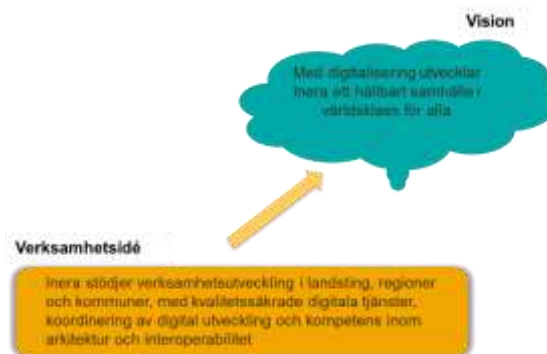 Vision
Med digitalisering utvecklar
Inera ett hållbart samhälle i
världsklass för alla
Verksamhetsidé
Inera stödjer verksamhetsutveckling i landsting, regioner
och kommuner, med kvalitetssäkrade digitala tjänster,
koordinering av digital utveckling och kompetens inom
arkitektur och interoperabilitet